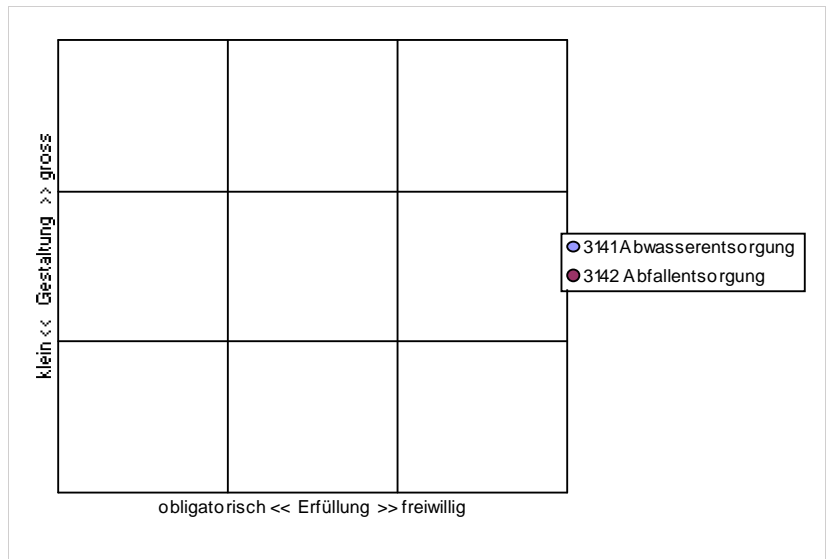 klein << Gestaltung >> gross
3141 Abwasserentsorgung
3142 Abfallentsorgung
obligatorisch << Erfüllung >> freiwillig